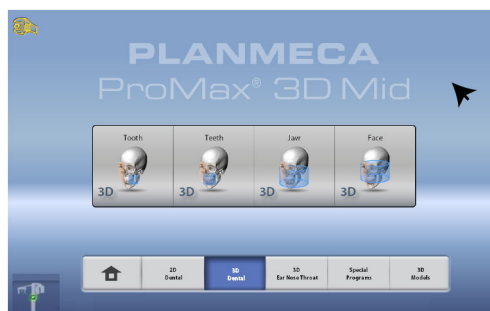 PLANMECA
ProMax® 3D Mid
Tooth
Teeth
Jaw
Face
3D
3D
3D
3D
2D Dental
3D Dental
3D Ear Nose Throat
Special Programs
3D Models